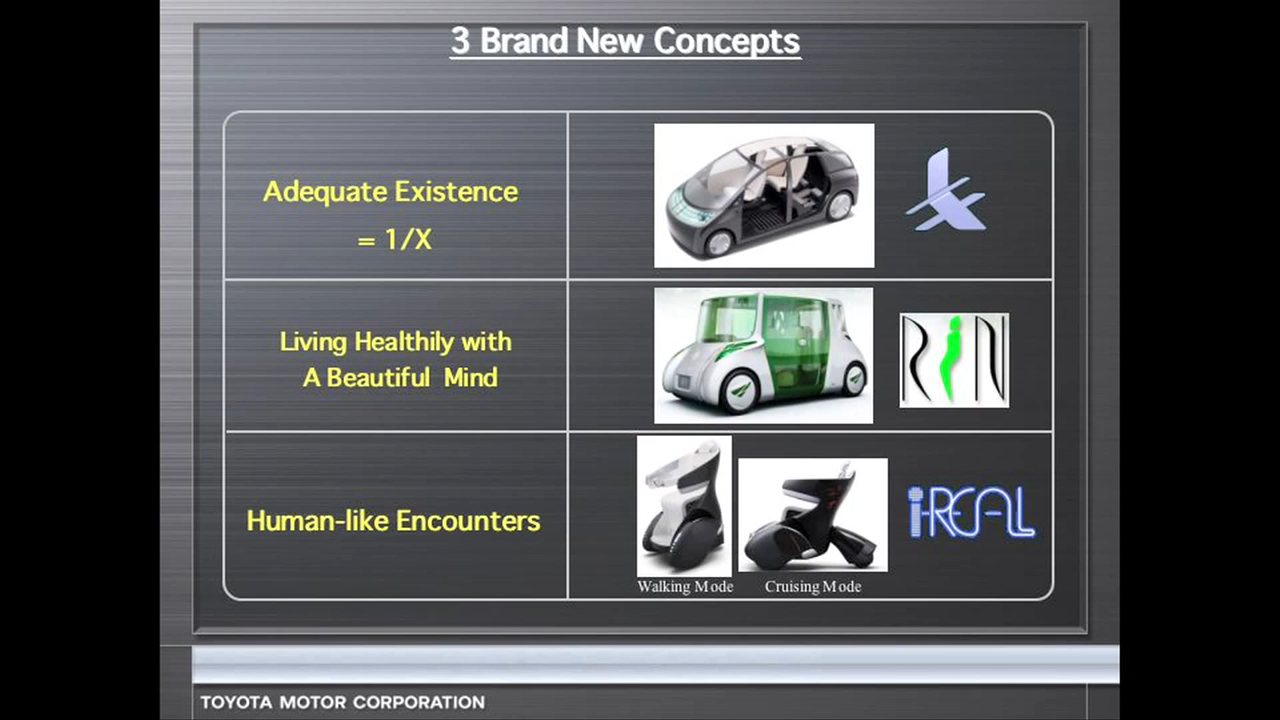 3 Brand New Concepts
Adequate Existence
= 1/X
Living Healthily with
A Beautiful Mind
RiN
Human-like Encounters
i-REAL
Walking Mode
Cruising Mode
TOYOTA MOTOR CORPORATION